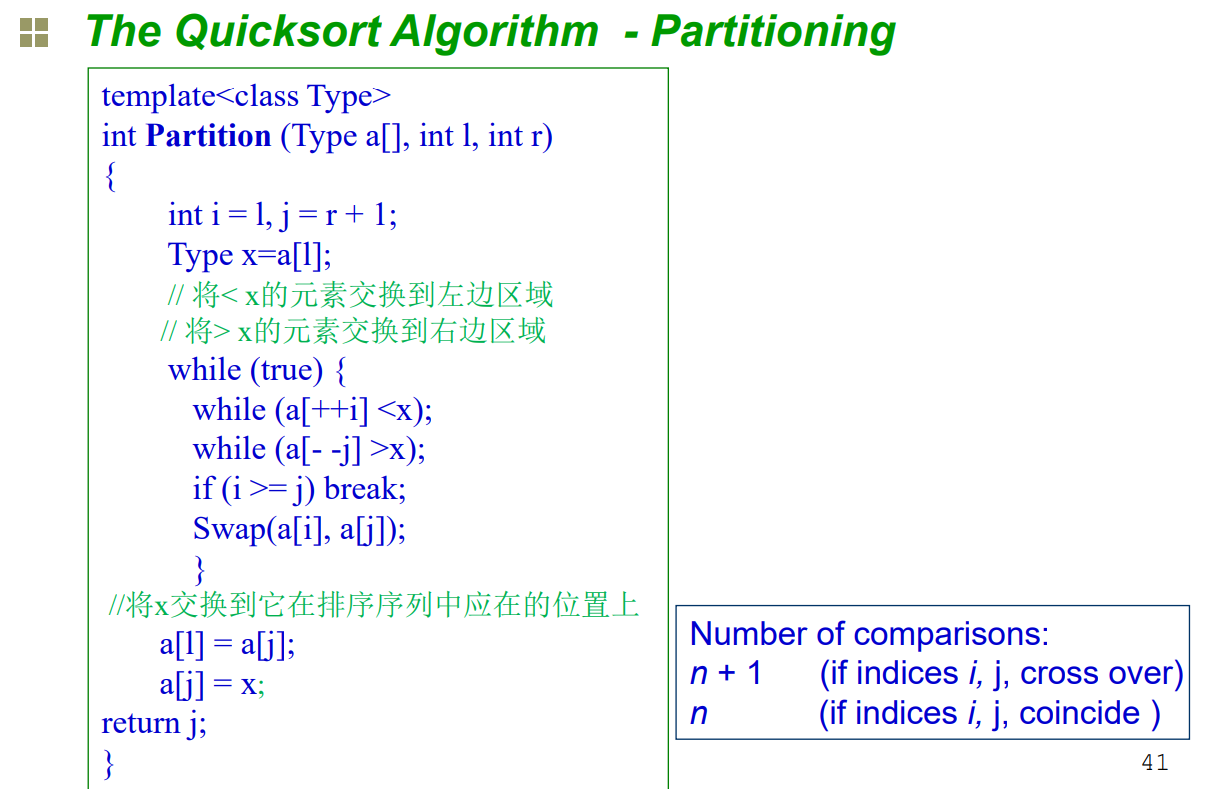 The Quicksort Algorithm - Partitioning
template<class Type>
int Partition (Type a[], int l, int r)
{
int i = l, j = r + 1;
Type x=a[l];
// 将< x的元素交换到左边区域
// 将> x的元素交换到右边区域
while (true) {
while (a[++i] <x);
while (a[- -j] >x);
if (i >= j) break;
Swap(a[i], a[j]);
}
//将x交换到它在排序序列中应在的位置上
a[l] = a[j];
a[j] = x;
return j;
}
Number of comparisons:
n + 1 (if indices i, j, cross over)
n (if indices i, j, coincide )
41